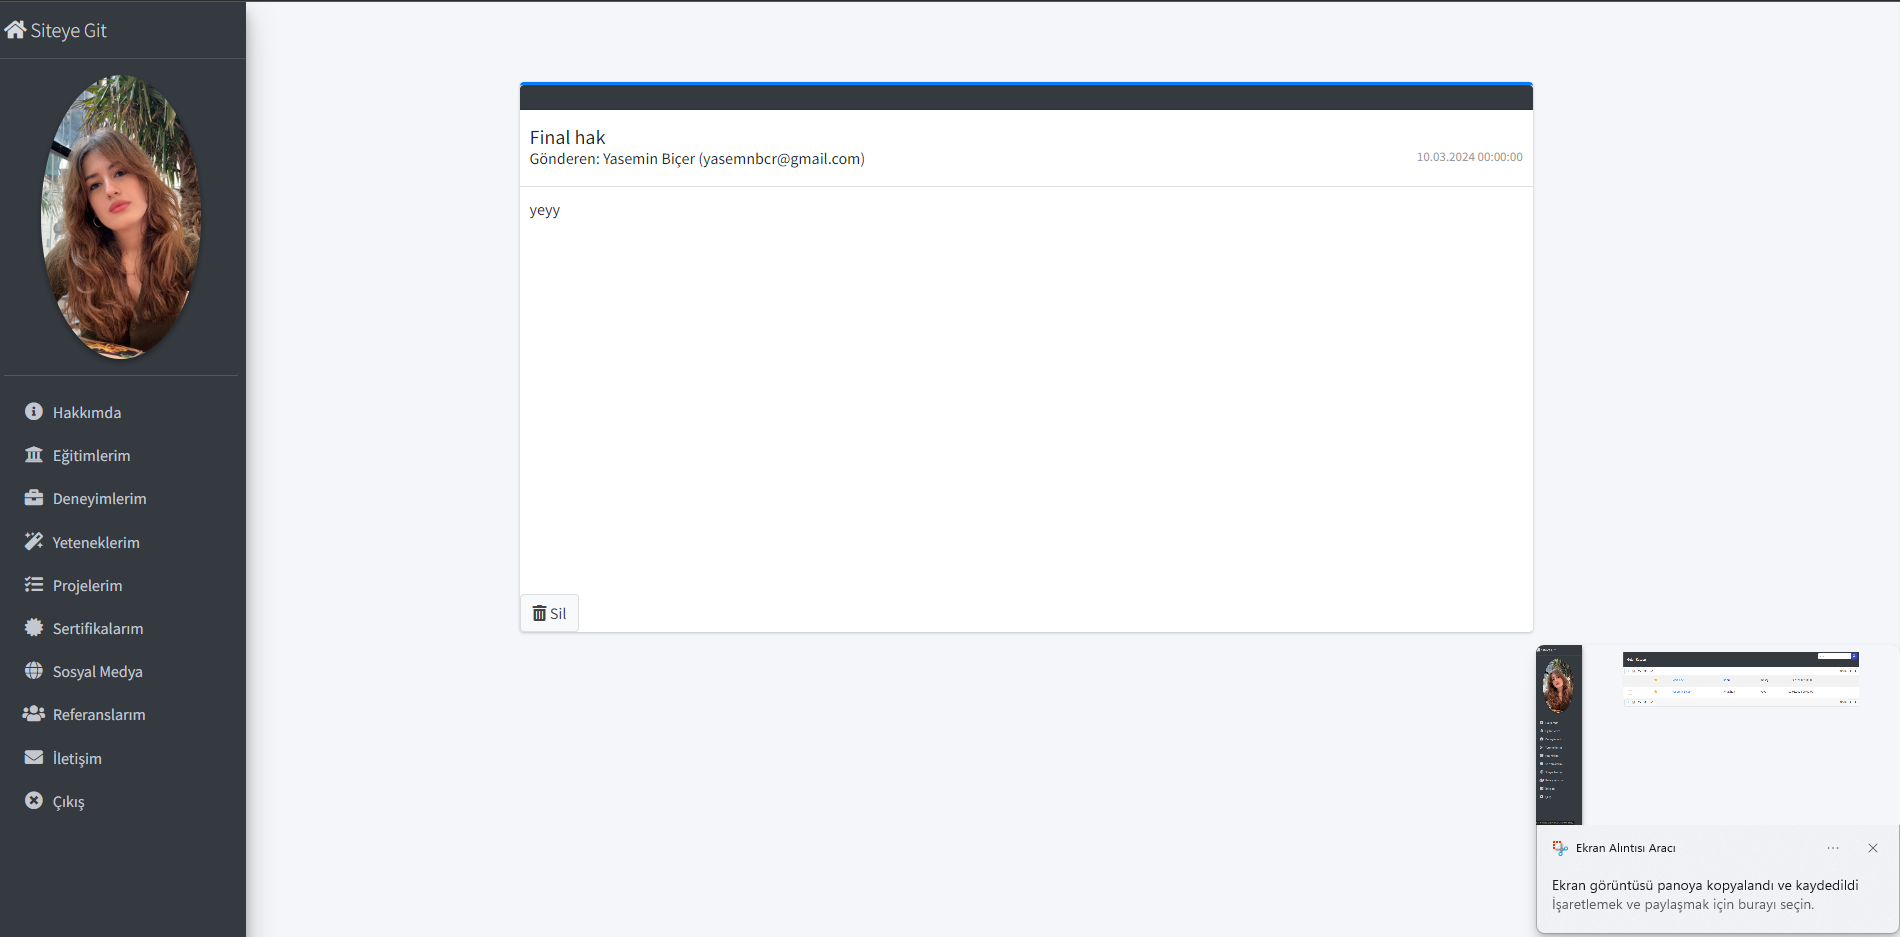 Siteye Git
Hakkımda
Eğitimlerim
Deneyimlerim
Yeteneklerim
Projelerim
Sertifikalarım
Sosyal Medya
Referanslarım
İletişim
Çıkış
Final hak
Gönderen: Yasemin Biçer (yasemnbcr@gmail.com)
10.03.2024 00:00:00
yeyy
Sil
Ekran Alıntısı Aracı
Ekran görüntüsü panoya kopyalandı ve kaydedildi
İşaretlemek ve paylaşmak için burayı seçin.